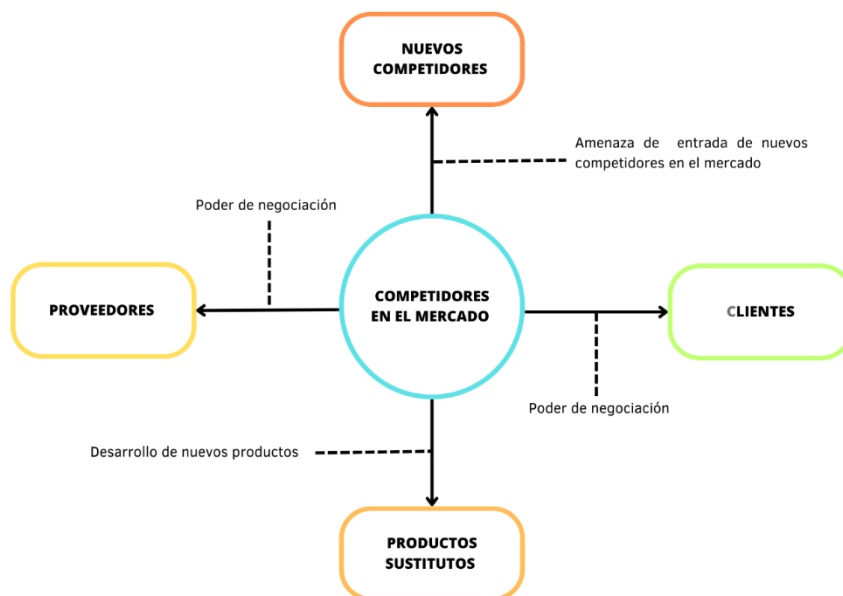 NUEVOS
COMPETIDORES
Amenaza de entrada de nuevos
competidores en el mercado
Poder de negociación
PROVEEDORES
COMPETIDORES
EN EL MERCADO
CLIENTES
Poder de negociación
Desarrollo de nuevos productos
PRODUCTOS
SUSTITUTOS